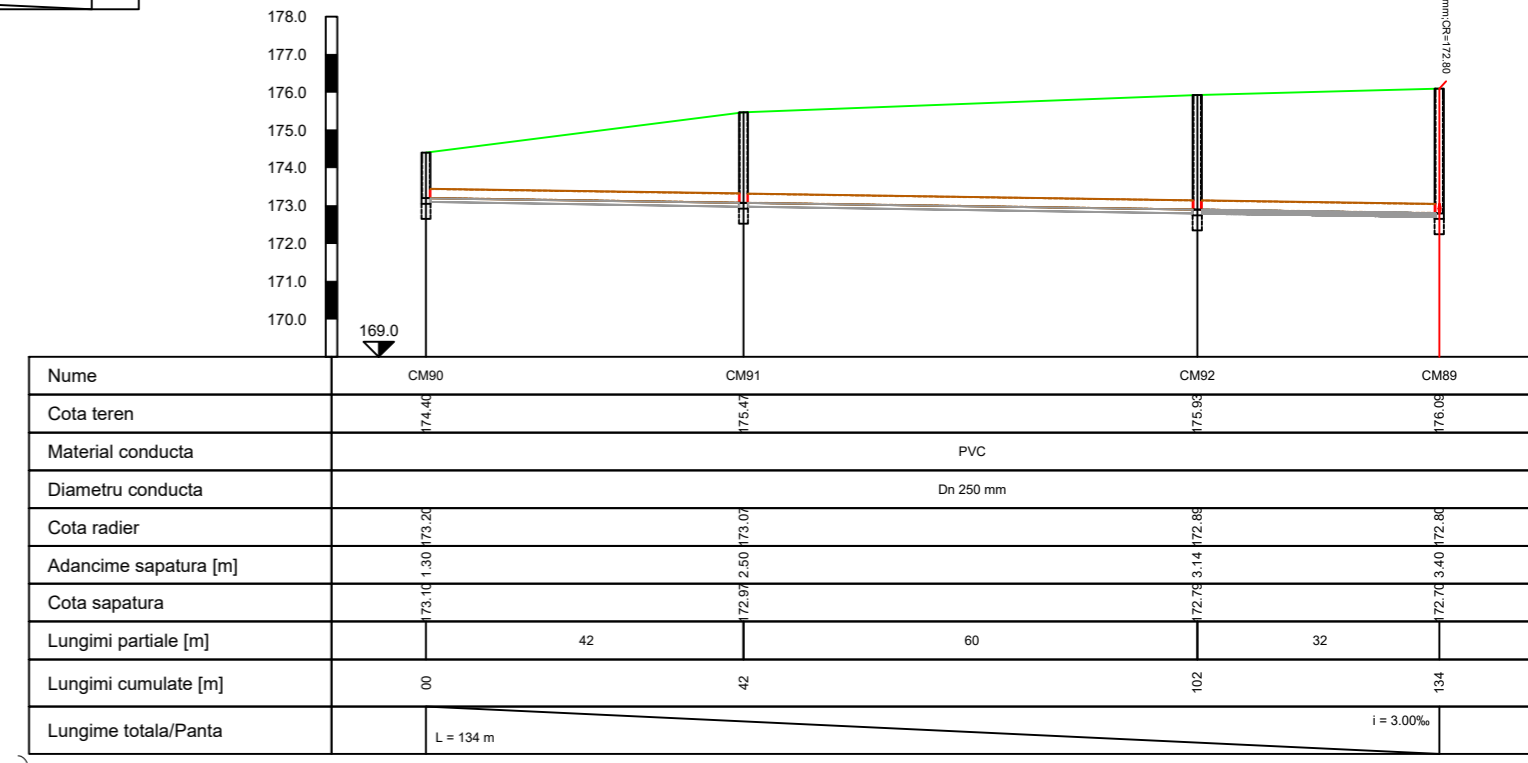 178.0
mm;CR=172.80
177.0
176.0
175.0
174.0
173.0
172.0
171.0
170.0
169.0
Nume CM90 CM91 CM92 CM89
Cota teren 174.40 175.47 175.93 176.09
Material conducta PVC
Diametru conducta Dn 250 mm
Cota radier 173.20 173.07 172.89 172.80
Adancime sapatura [m] 1.30 2.50 3.14 3.40
Cota sapatura 173.10 172.97 172.79 172.70
Lungimi partiale [m] 42 60 32
Lungimi cumulate [m] 00 42 102 134
Lungime totala/Panta L = 134 m i = 3.00‰